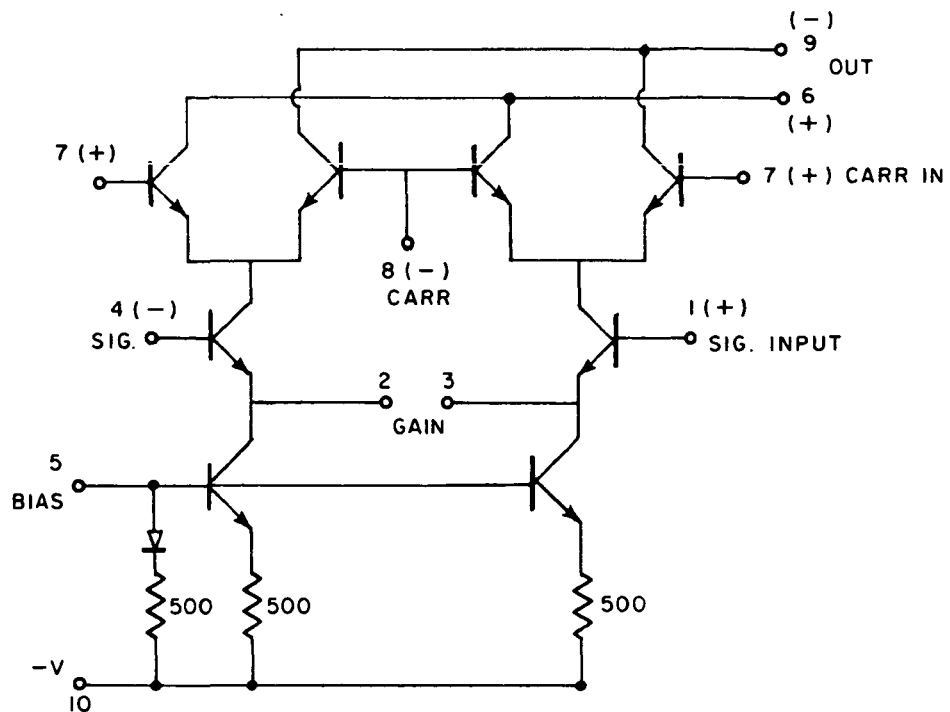 (-)
9
OUT
6
(+)
7 (+)
7 (+) CARR IN
8 (-)
CARR
4 (-)
SIG.
1 (+)
SIG. INPUT
2
3
GAIN
5
BIAS
500
500
500
-V
10